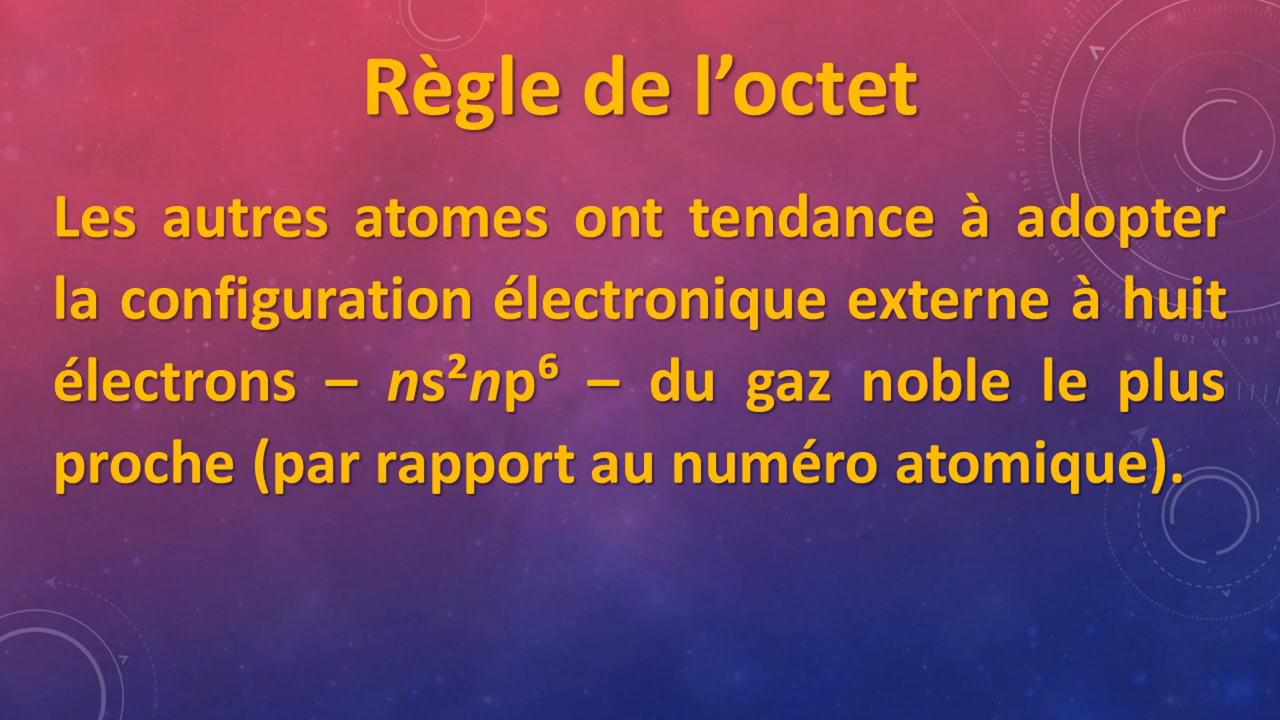 Règle de l’octet
Les autres atomes ont tendance à adopter
la configuration électronique externe à huit
électrons – ns²np⁶ – du gaz noble le plus
proche (par rapport au numéro atomique).